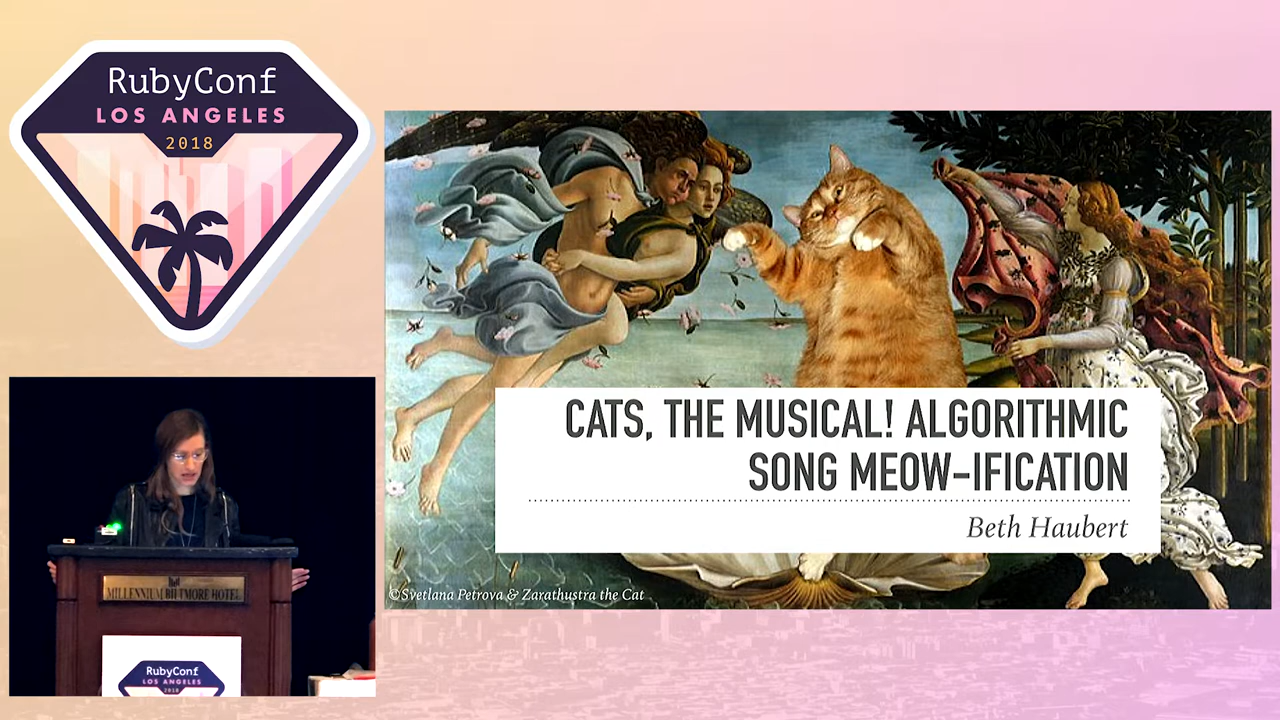 RubyConf
LOS ANGELES
2018
CATS, THE MUSICAL! ALGORITHMIC
SONG MEOW-IFICATION
Beth Haubert
©Svetlana Petrova & Zarathustra the Cat
MILLENNIUM BILTMORE HOTEL
RubyConf
LOS ANGELES
2018